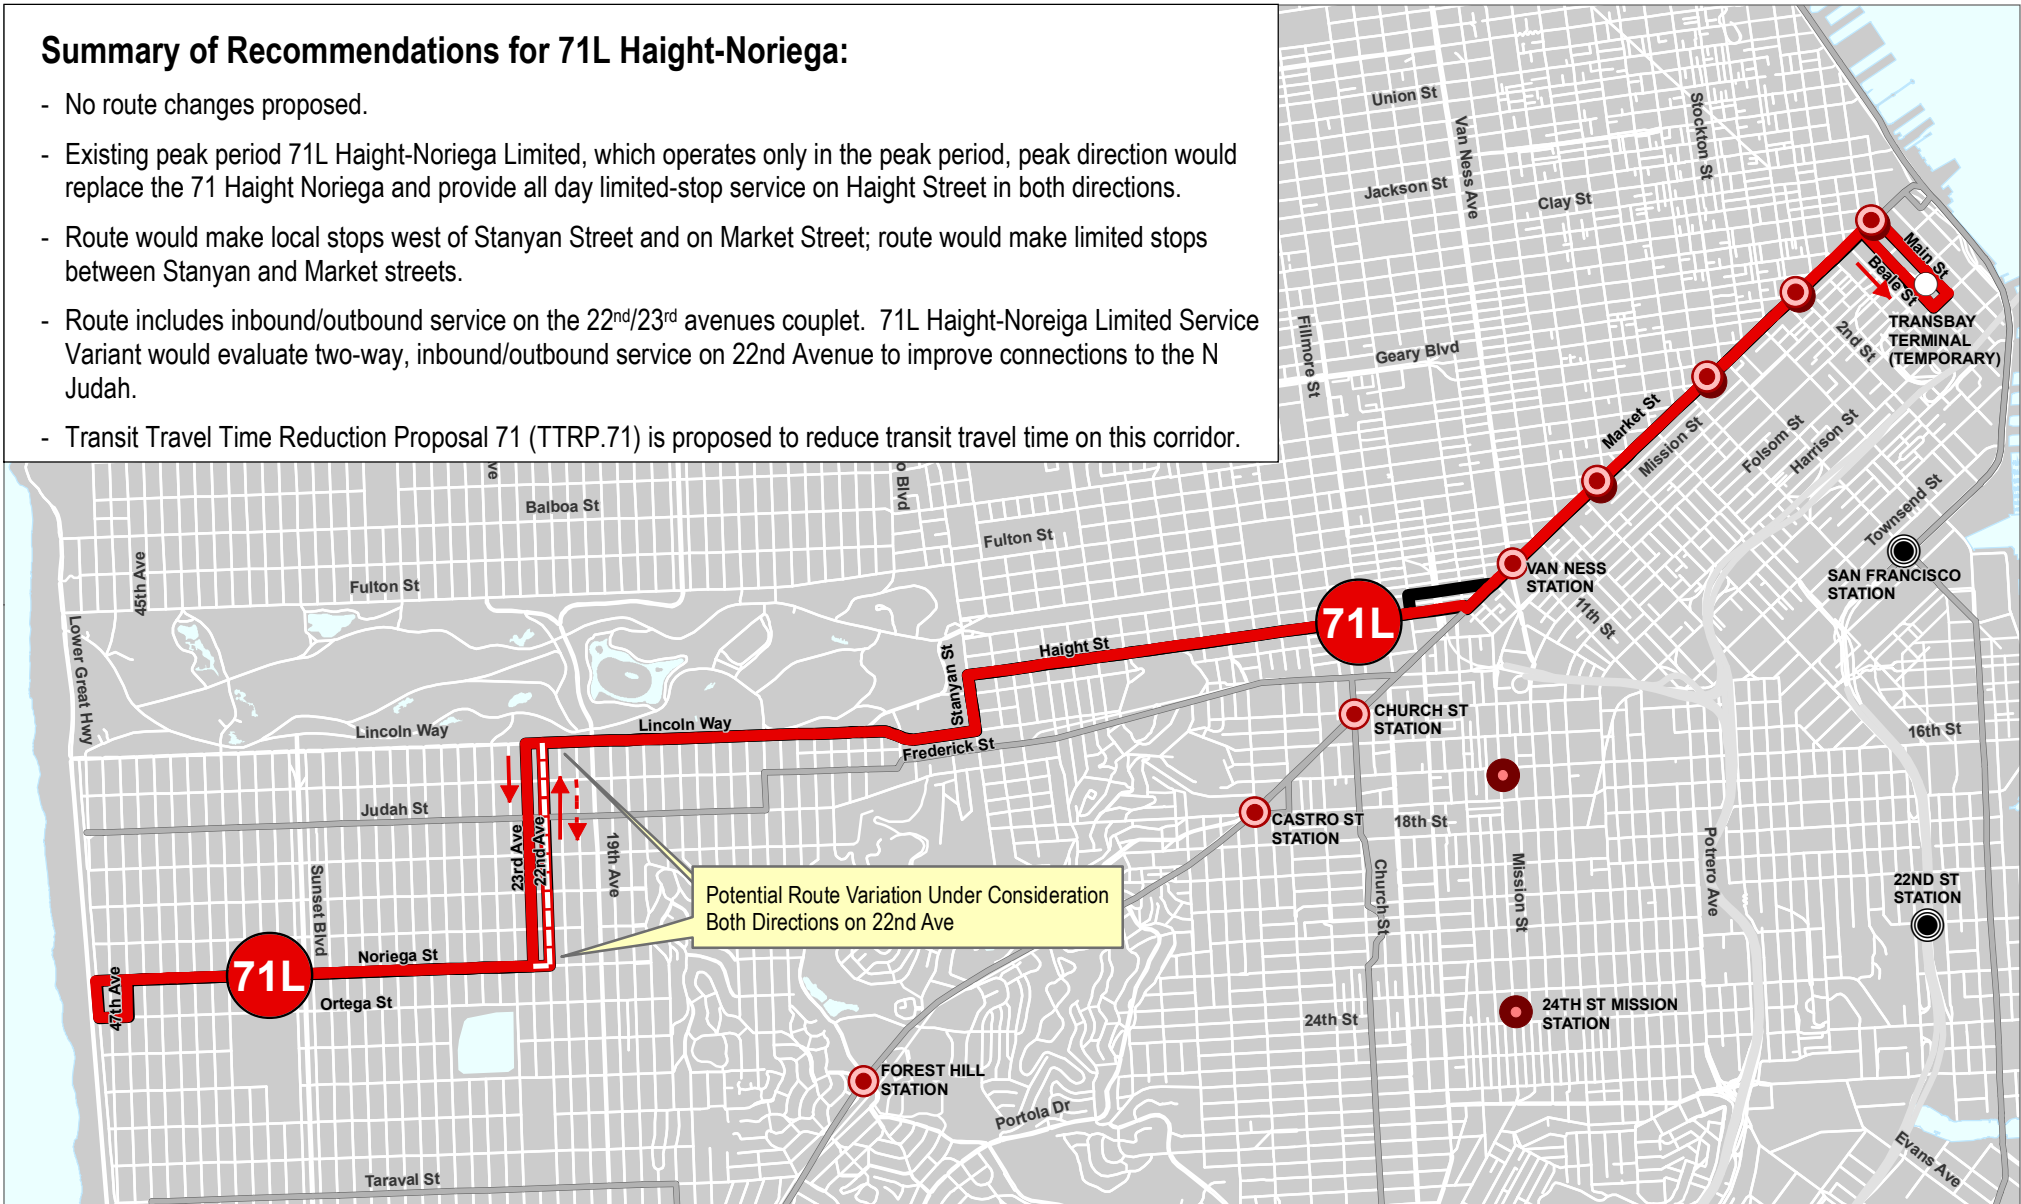 Summary of Recommendations for 71L Haight-Noriega:
- No route changes proposed.
- Existing peak period 71L Haight-Noriega Limited, which operates only in the peak period, peak direction would
replace the 71 Haight Noriega and provide all day limited-stop service on Haight Street in both directions.
- Route would make local stops west of Stanyan Street and on Market Street; route would make limited stops
between Stanyan and Market streets.
- Route includes inbound/outbound service on the 22nd/23rd avenues couplet. 71L Haight-Noreiga Limited Service
Variant would evaluate two-way, inbound/outbound service on 22nd Avenue to improve connections to the N
Judah.
- Transit Travel Time Reduction Proposal 71 (TTRP.71) is proposed to reduce transit travel time on this corridor.
Union St
Van Ness Ave
Stockton St
Jackson St
Clay St
Fillmore St
Geary Blvd
Main St
Beale St
2nd St
TRANSBAY
TERMINAL
(TEMPORARY)
Market St
Mission St
Folsom St
Harrison St
Townsend St
ve
o Blvd
Balboa St
Fulton St
45th Ave
Fulton St
VAN NESS
STATION
SAN FRANCISCO
STATION
11th St
71L
Haight St
Stanyan St
Lower Great Hwy
Lincoln Way
Lincoln Way
Frederick St
CHURCH ST
STATION
16th St
Judah St
23rd Ave
22nd Ave
19th Ave
CASTRO ST
STATION
18th St
Sunset Blvd
Church St
Mission St
Potrero Ave
22ND ST
STATION
Potential Route Variation Under Consideration
Both Directions on 22nd Ave
Noriega St
71L
47th Ave
Ortega St
24th St
24TH ST MISSION
STATION
FOREST HILL
STATION
Portola Dr
Evans Ave
Taraval St